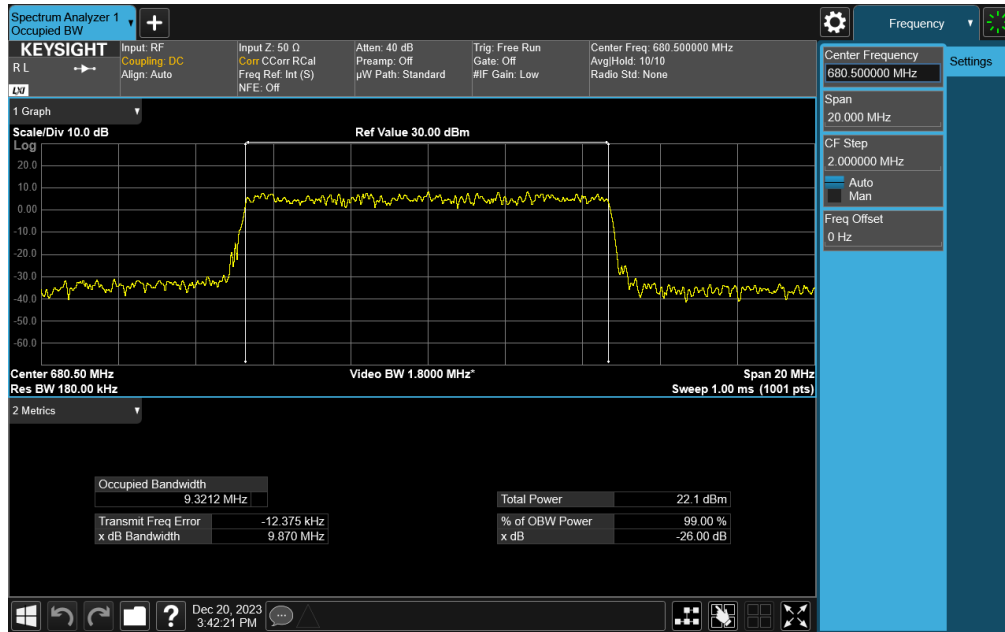 Spectrum Analyzer 1
Occupied BW
Frequency
KEYSIGHT
R L
LXI
Input: RF
Coupling: DC
Align: Auto
Input Z: 50 Ω
Corr CCorr RCal
Freq Ref: Int (S)
NFE: Off
Atten: 40 dB
Preamp: Off
µW Path: Standard
Trig: Free Run
Gate: Off
#IF Gain: Low
Center Freq: 680.500000 MHz
Avg|Hold: 10/10
Radio Std: None
Center Frequency
680.500000 MHz
Settings
Span
20.000 MHz
CF Step
2.000000 MHz
Auto
Man
Freq Offset
0 Hz
1 Graph
Scale/Div 10.0 dB
Ref Value 30.00 dBm
Log
20.0
10.0
0.00
-10.0
-20.0
-30.0
-40.0
-50.0
-60.0
Center 680.50 MHz
Video BW 1.8000 MHz*
Span 20 MHz
Res BW 180.00 kHz
Sweep 1.00 ms (1001 pts)
2 Metrics
Occupied Bandwidth
9.3212 MHz
Total Power 22.1 dBm
Transmit Freq Error -12.375 kHz
% of OBW Power 99.00 %
x dB Bandwidth 9.870 MHz
x dB -26.00 dB
?
Dec 20, 2023
3:42:21 PM